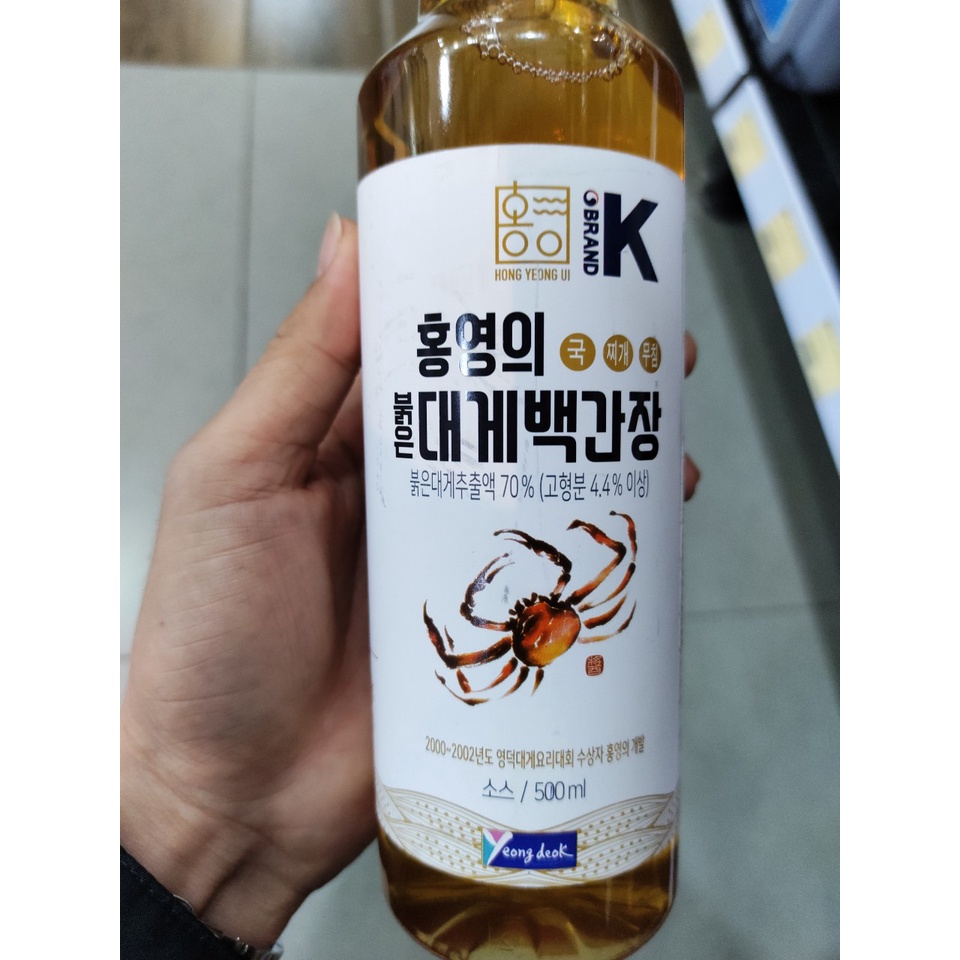 홍영
HONG YEONG UI
BRAND K
홍영의 국 찌개 무침
붉은대게백간장
붉은대게추출액 70% (고형분 4.4% 이상)
2000~2002년도 영덕대게요리대회 수상자 홍영의 개발
소스 / 500ml
Yeong deok